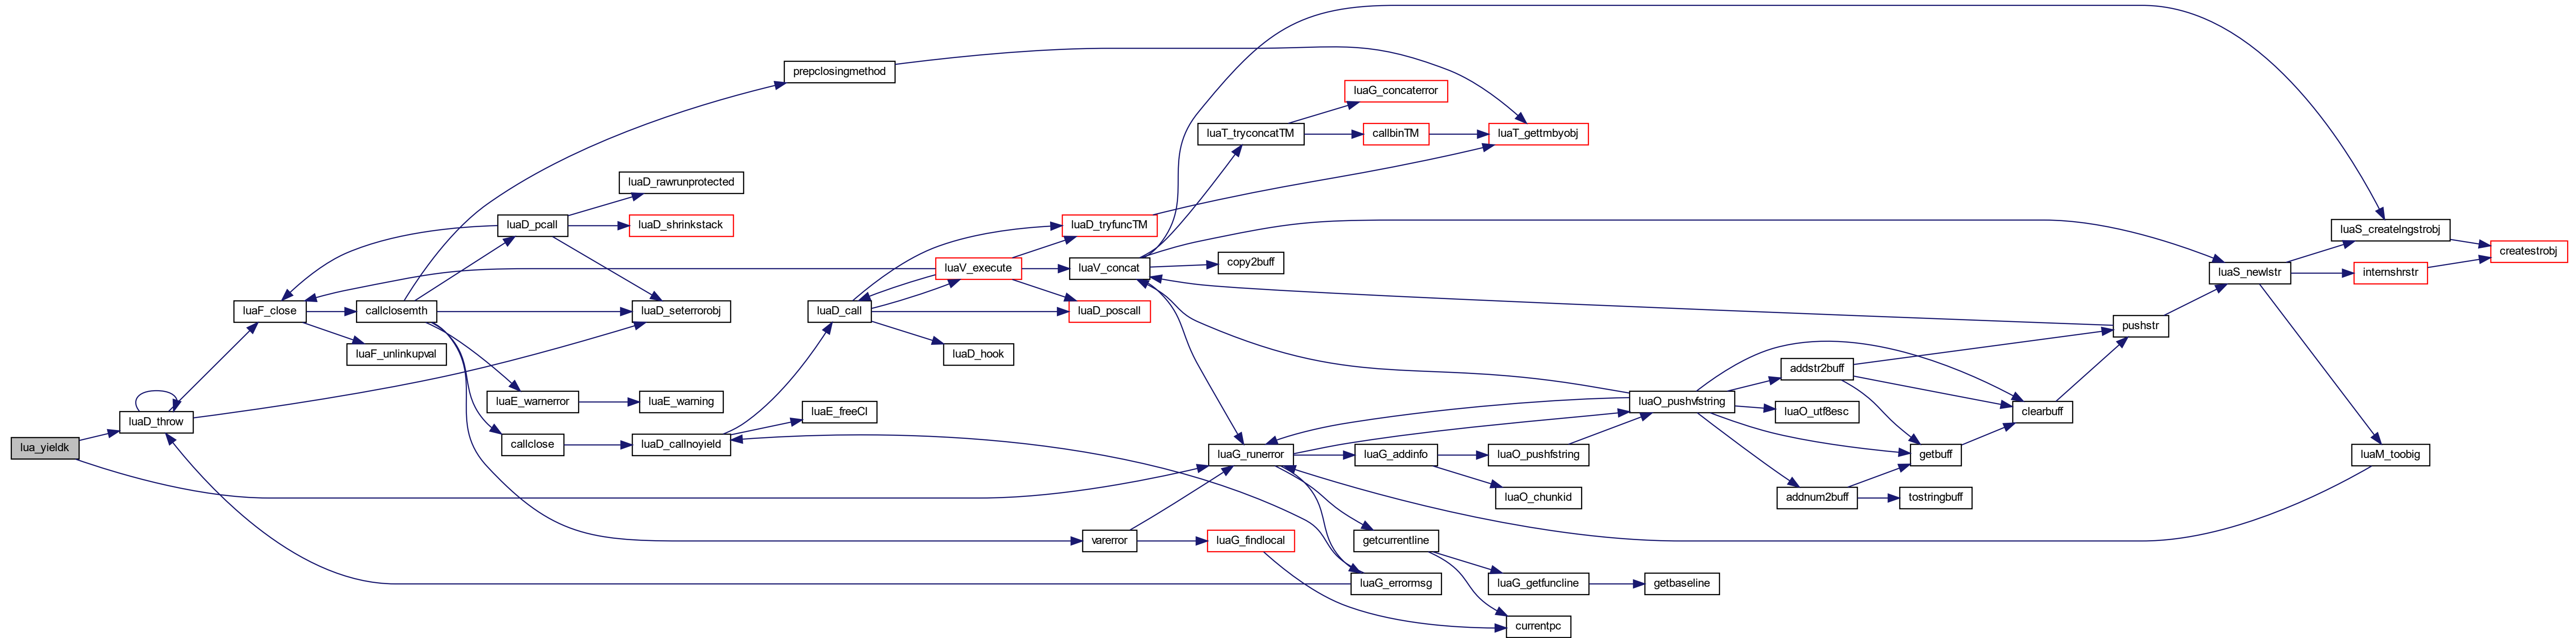 prepclosingmethod
luaG_concaterror
luaT_tryconcatTM
callbinTM
luaT_gettmbyobj
luaD_rawrunprotected
luaD_pcall
luaD_shrinkstack
luaD_tryfuncTM
luaS_createlngstrobj
createstrobj
luaV_execute
luaV_concat
copy2buff
luaS_newlstr
internshrstr
luaF_close
callclosemth
luaD_seterrorobj
luaD_call
luaD_poscall
pushstr
luaF_unlinkupval
luaD_hook
addstr2buff
luaE_warnerror
luaE_warning
luaO_pushvfstring
luaO_utf8esc
clearbuff
luaD_throw
luaE_freeCI
lua_yieldk
callclose
luaD_callnoyield
luaG_runerror
luaG_addinfo
luaO_pushfstring
getbuff
luaM_toobig
luaO_chunkid
addnum2buff
tostringbuff
varerror
luaG_findlocal
getcurrentline
luaG_errormsg
luaG_getfuncline
getbaseline
currentpc